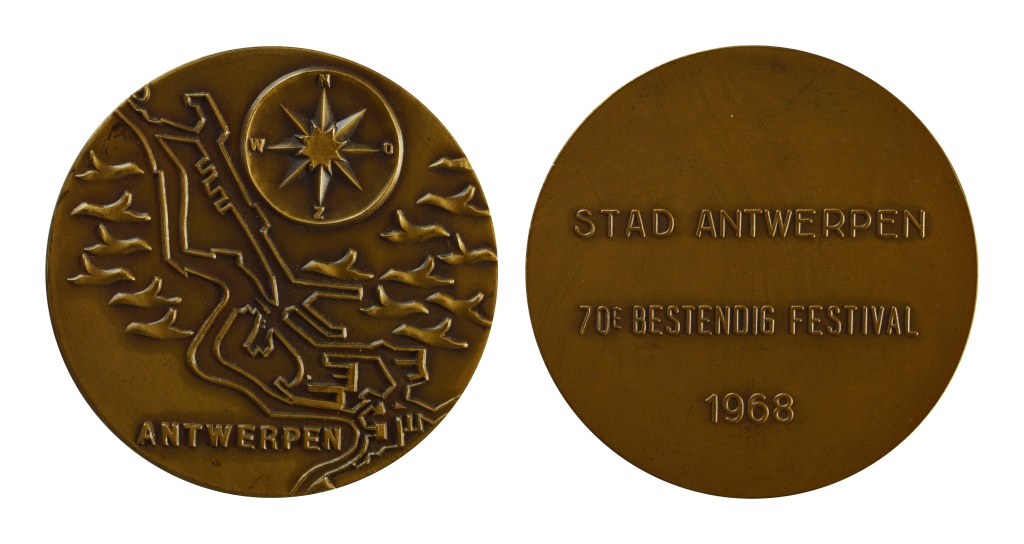 N
W O
Z
ANTWERPEN
STAD ANTWERPEN
70E BESTENDIG FESTIVAL
1968